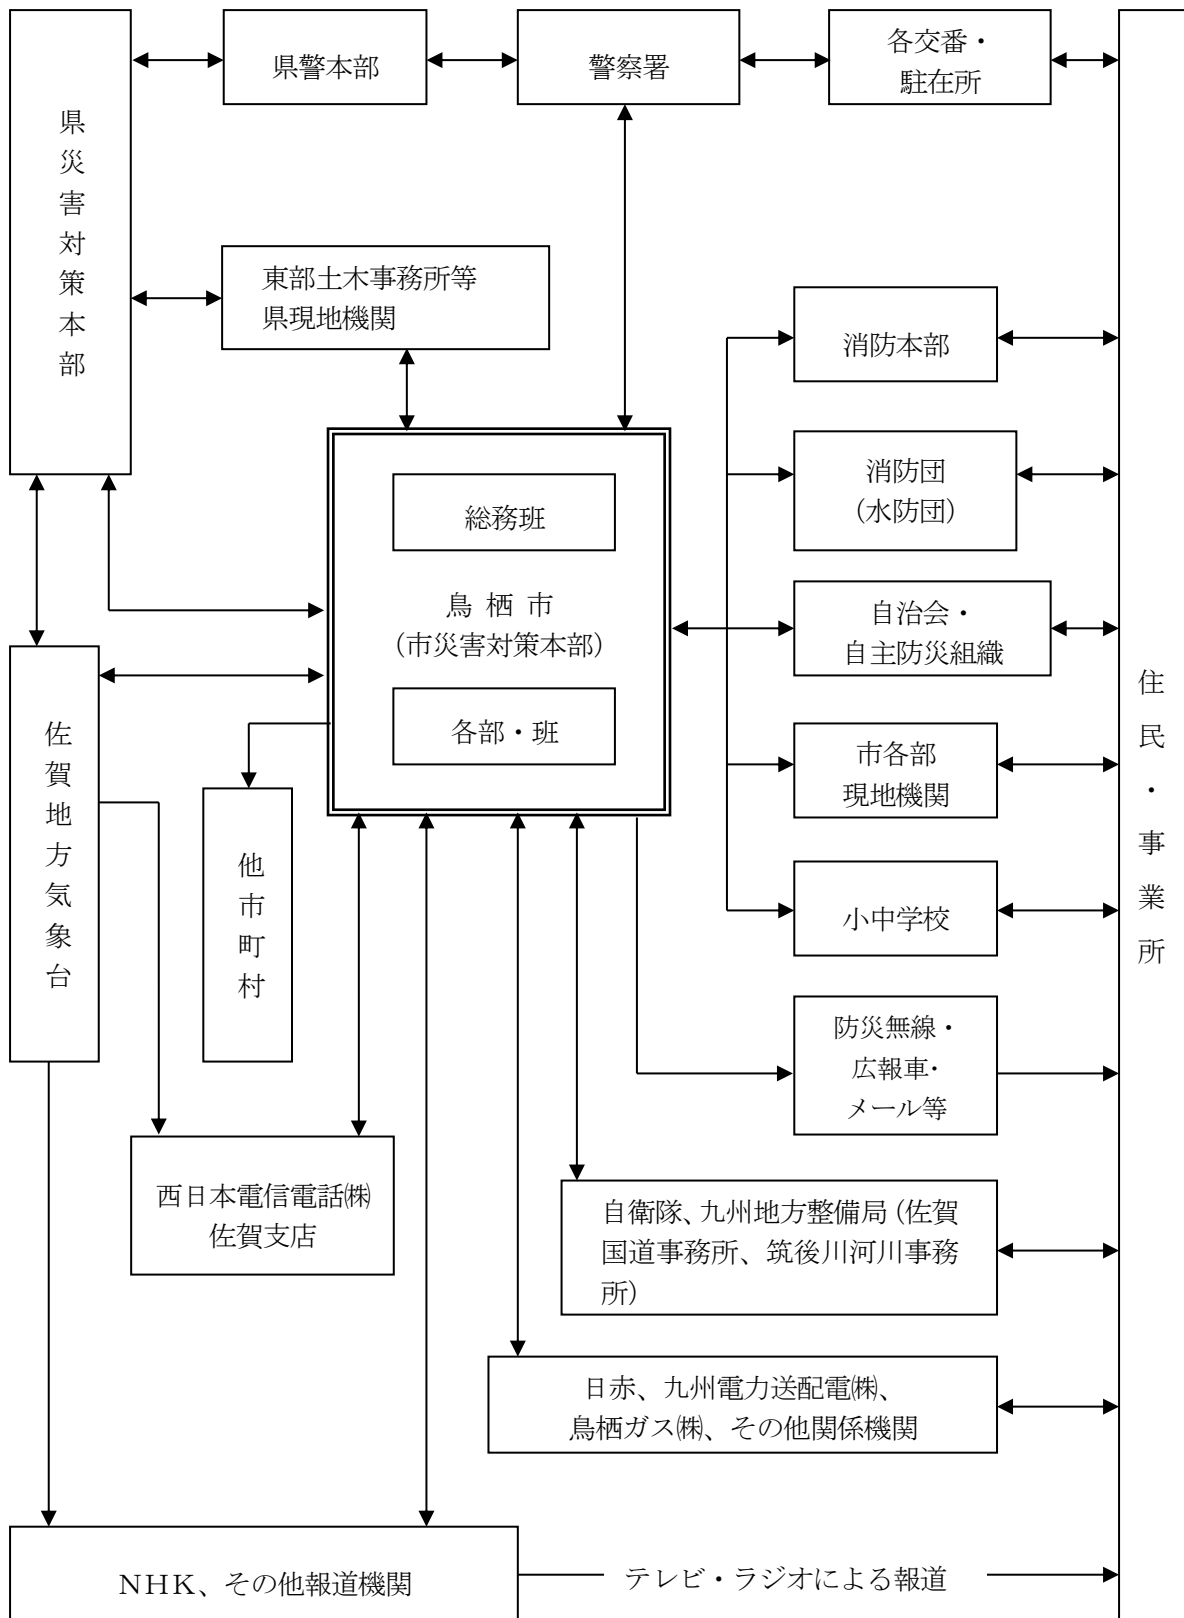 県災害対策本部
県警本部
警察署
各交番・
駐在所
東部土木事務所等
県現地機関
消防本部
消防団
（水防団）
総務班
鳥 栖 市
（市災害対策本部）
各部・班
自治会・
自主防災組織
市各部
現地機関
小中学校
住民・事業所
佐賀地方気象台
他市町村
防災無線・
広報車・
メール等
西日本電信電話㈱
佐賀支店
自衛隊、九州地方整備局（佐賀
国道事務所、筑後川河川事務
所）
日赤、九州電力送配電㈱、
鳥栖ガス㈱、その他関係機関
ＮＨＫ、その他報道機関
テレビ・ラジオによる報道